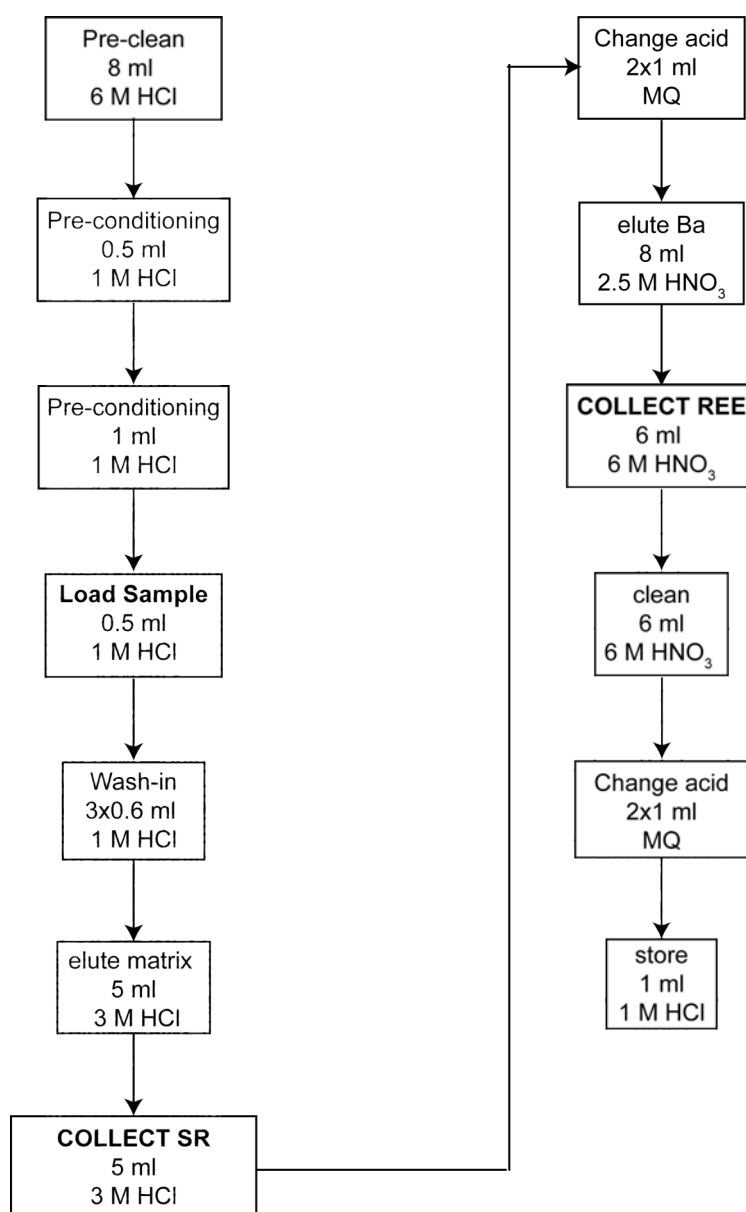 Pre-clean
8 ml
6 M HCl
Pre-conditioning
0.5 ml
1 M HCl
Pre-conditioning
1 ml
1 M HCl
Load Sample
0.5 ml
1 M HCl
Wash-in
3x0.6 ml
1 M HCl
elute matrix
5 ml
3 M HCl
COLLECT SR
5 ml
3 M HCl
Change acid
2x1 ml
MQ
elute Ba
8 ml
2.5 M HNO₃
COLLECT REE
6 ml
6 M HNO₃
clean
6 ml
6 M HNO₃
Change acid
2x1 ml
MQ
store
1 ml
1 M HCl